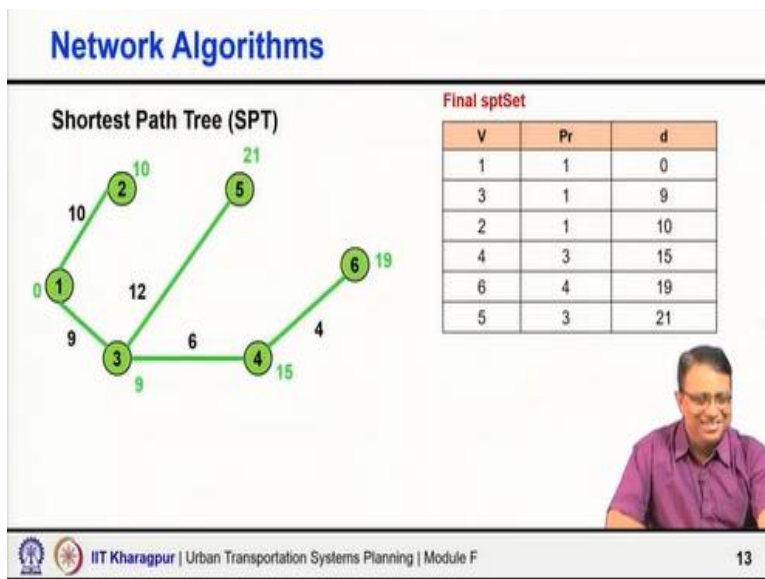 Network Algorithms
Shortest Path Tree (SPT)
10
21
2
5
10
6
19
0
1
12
4
9
6
3
4
15
9
Final sptSet
V Pr d
1 1 0
3 1 9
2 1 10
4 3 15
6 4 19
5 3 21
IIT Kharagpur | Urban Transportation Systems Planning | Module F
13